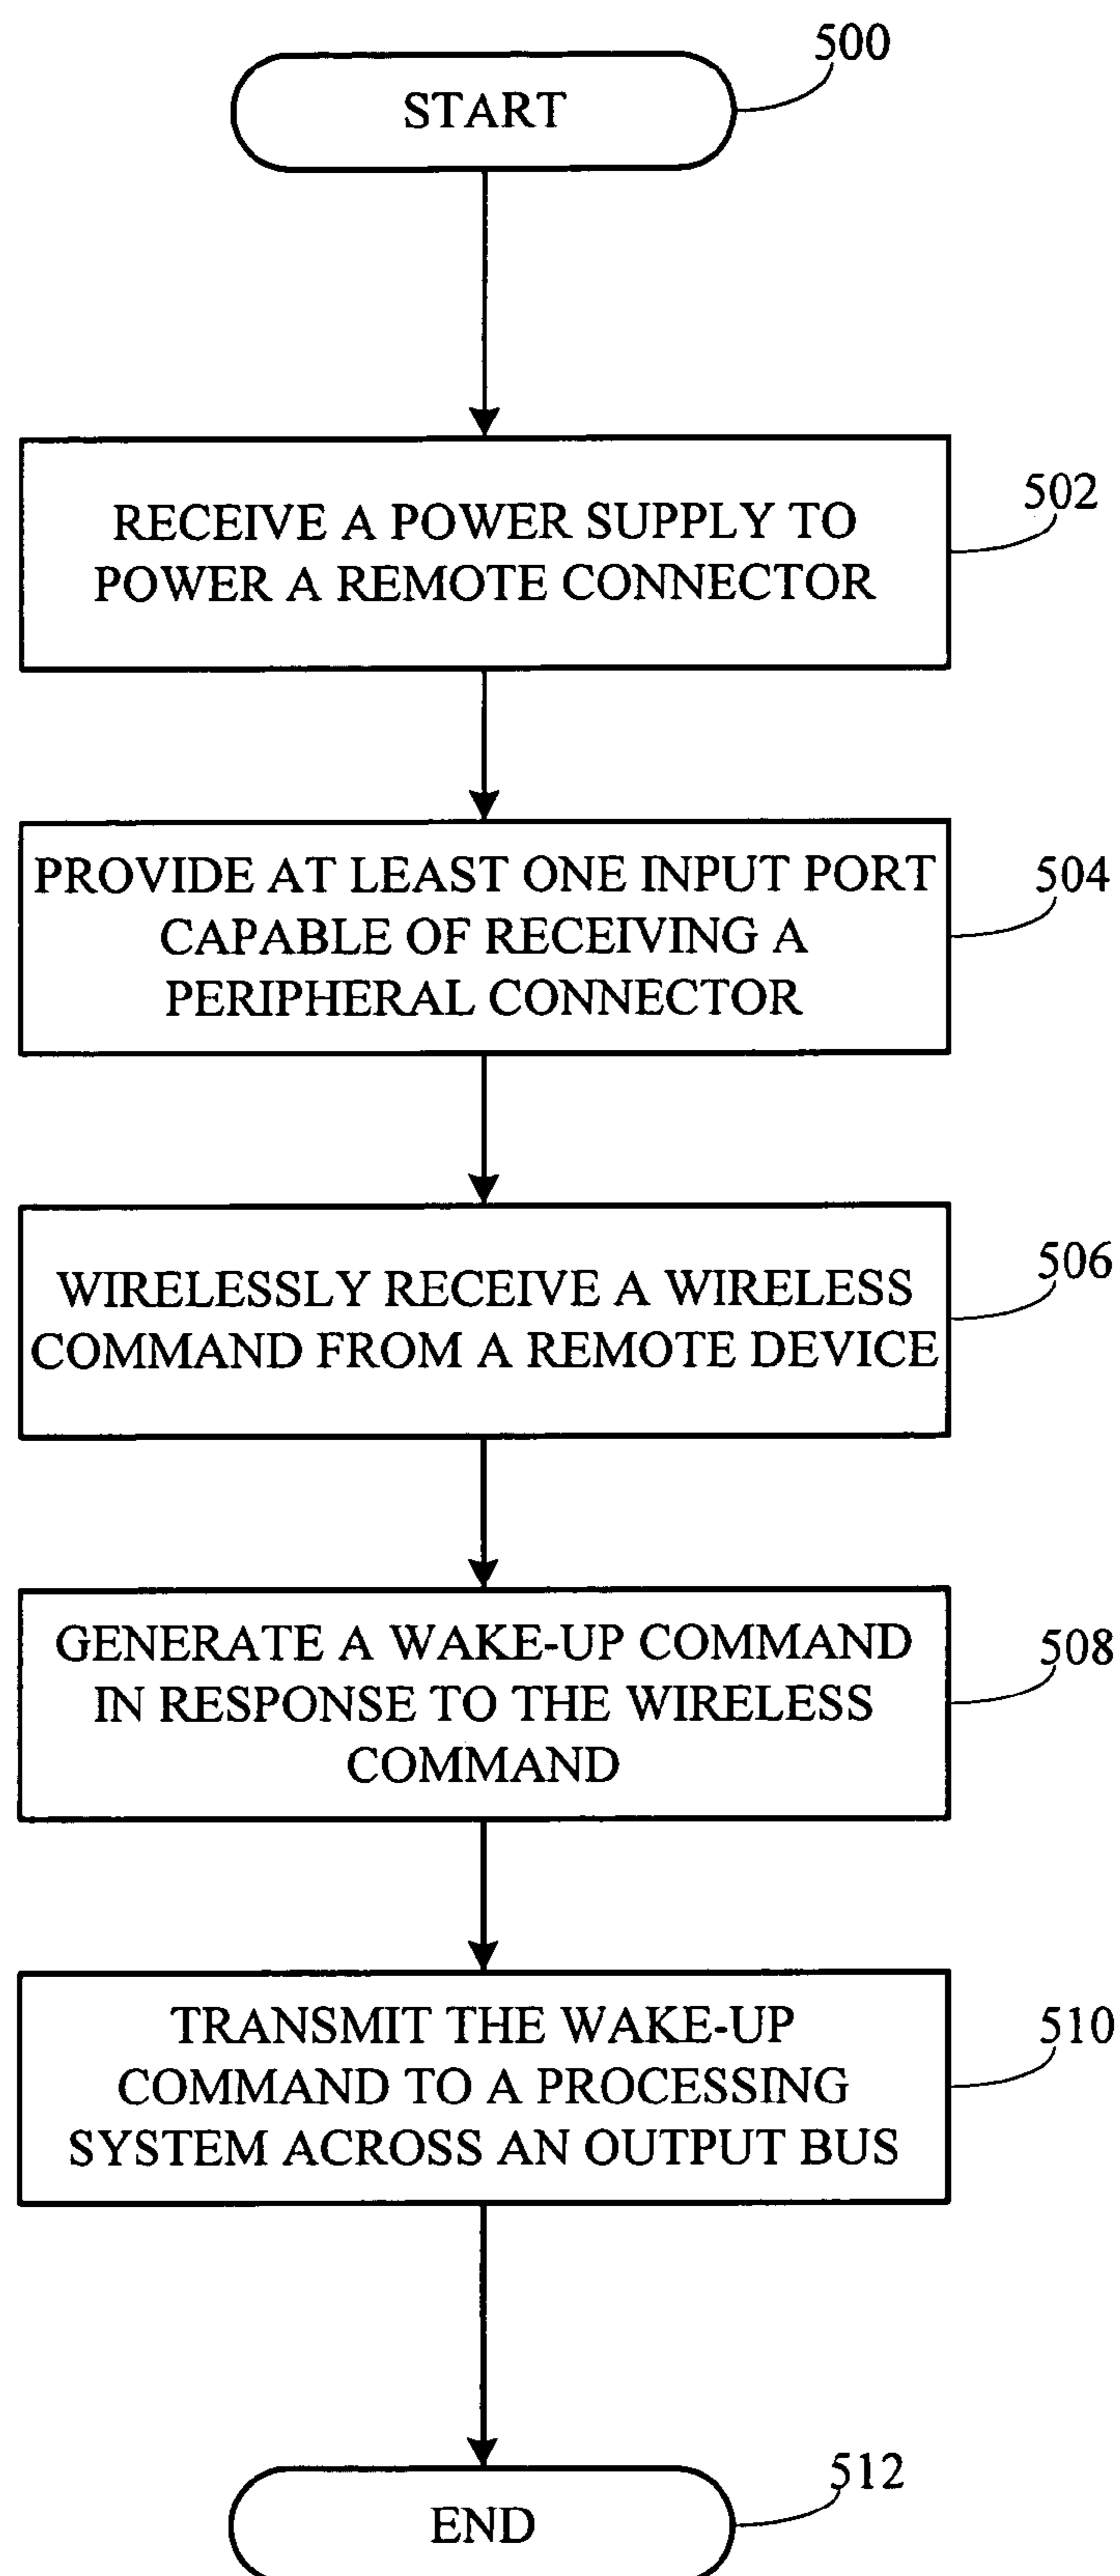 500
START
RECEIVE A POWER SUPPLY TO
POWER A REMOTE CONNECTOR
502
PROVIDE AT LEAST ONE INPUT PORT
CAPABLE OF RECEIVING A
PERIPHERAL CONNECTOR
504
WIRELESSLY RECEIVE A WIRELESS
COMMAND FROM A REMOTE DEVICE
506
GENERATE A WAKE-UP COMMAND
IN RESPONSE TO THE WIRELESS
COMMAND
508
TRANSMIT THE WAKE-UP
COMMAND TO A PROCESSING
SYSTEM ACROSS AN OUTPUT BUS
510
512
END